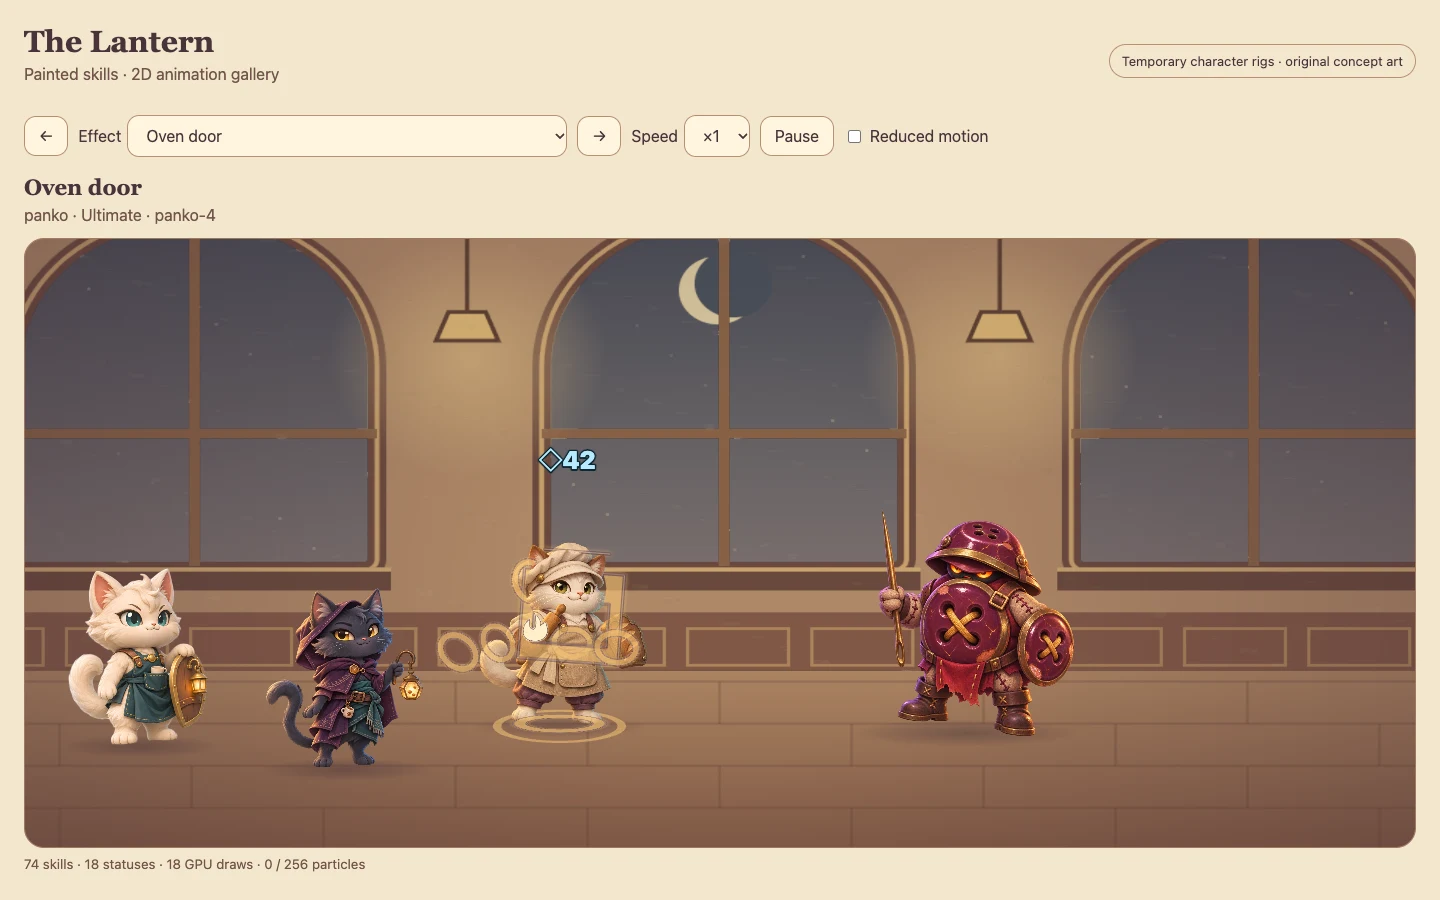 The Lantern
Painted skills · 2D animation gallery
Temporary character rigs · original concept art
← Effect Oven door → Speed ×1 Pause Reduced motion
Oven door
panko · Ultimate · panko-4
◇42
74 skills · 18 statuses · 18 GPU draws · 0 / 256 particles